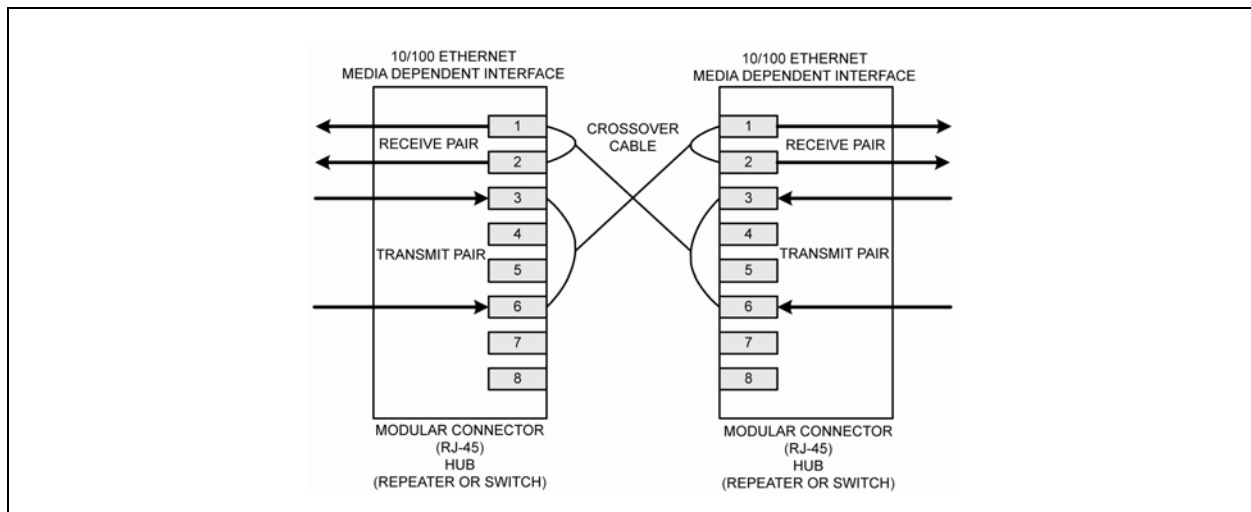 10/100 ETHERNET
MEDIA DEPENDENT INTERFACE
10/100 ETHERNET
MEDIA DEPENDENT INTERFACE
1
RECEIVE PAIR
2
3
4
TRANSMIT PAIR
5
6
7
8
CROSSOVER
CABLE
1
RECEIVE PAIR
2
3
4
TRANSMIT PAIR
5
6
7
8
MODULAR CONNECTOR
(RJ-45)
HUB
(REPEATER OR SWITCH)
MODULAR CONNECTOR
(RJ-45)
HUB
(REPEATER OR SWITCH)